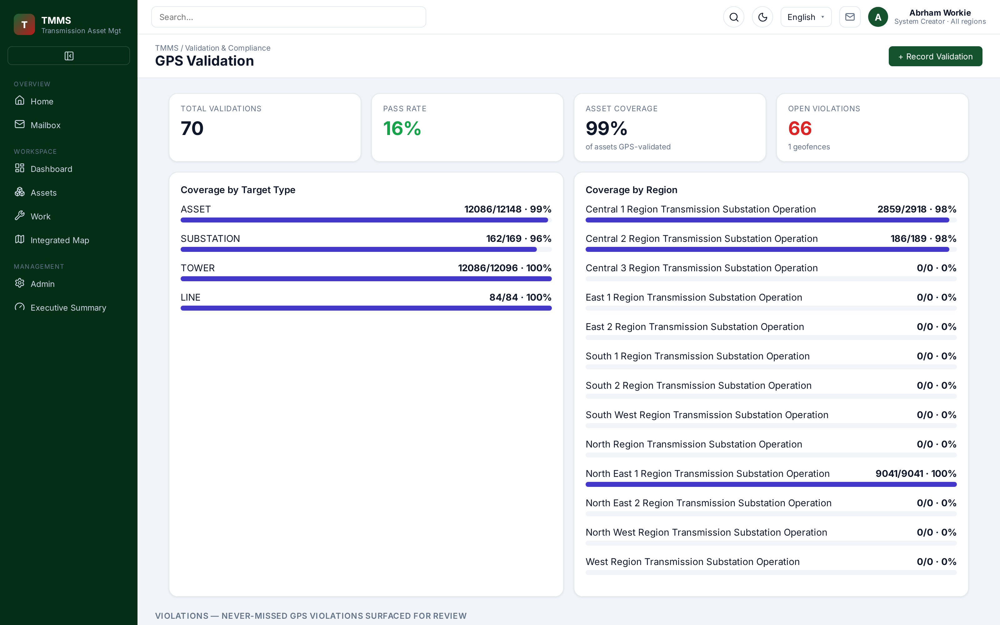 T
TMMS
Transmission Asset Mgt
OVERVIEW
Home
Mailbox
WORKSPACE
Dashboard
Assets
Work
Integrated Map
MANAGEMENT
Admin
Executive Summary
Search...
English
A
Abrham Workie
System Creator · All regions
TMMS / Validation & Compliance
GPS Validation
+ Record Validation
TOTAL VALIDATIONS
70
PASS RATE
16%
ASSET COVERAGE
99%
of assets GPS-validated
OPEN VIOLATIONS
66
1 geofences
Coverage by Target Type
ASSET 12086/12148 · 99%
SUBSTATION 162/169 · 96%
TOWER 12086/12096 · 100%
LINE 84/84 · 100%
Coverage by Region
Central 1 Region Transmission Substation Operation 2859/2918 · 98%
Central 2 Region Transmission Substation Operation 186/189 · 98%
Central 3 Region Transmission Substation Operation 0/0 · 0%
East 1 Region Transmission Substation Operation 0/0 · 0%
East 2 Region Transmission Substation Operation 0/0 · 0%
South 1 Region Transmission Substation Operation 0/0 · 0%
South 2 Region Transmission Substation Operation 0/0 · 0%
South West Region Transmission Substation Operation 0/0 · 0%
North Region Transmission Substation Operation 0/0 · 0%
North East 1 Region Transmission Substation Operation 9041/9041 · 100%
North East 2 Region Transmission Substation Operation 0/0 · 0%
North West Region Transmission Substation Operation 0/0 · 0%
West Region Transmission Substation Operation 0/0 · 0%
VIOLATIONS — NEVER-MISSED GPS VIOLATIONS SURFACED FOR REVIEW